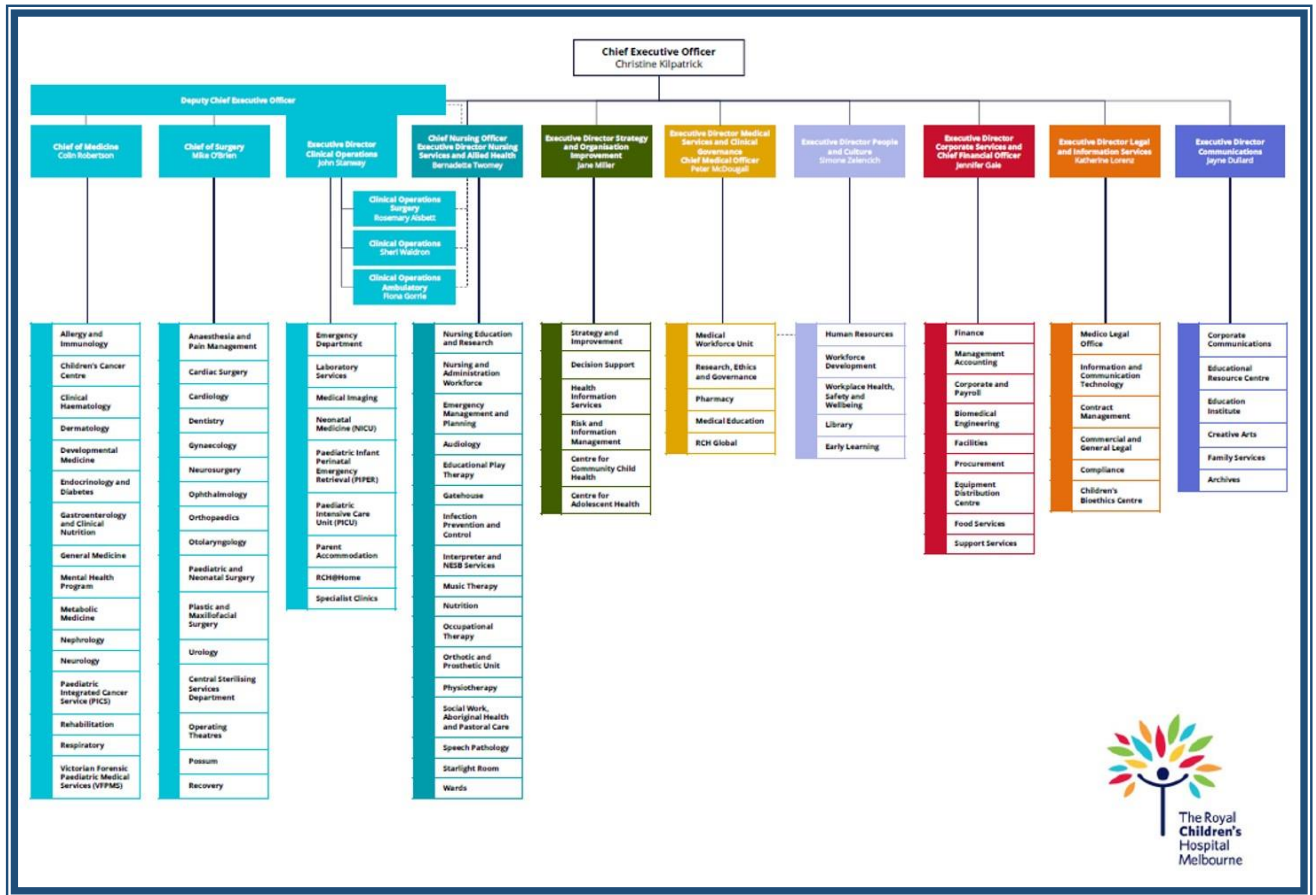 Chief Executive Officer
Christine Kilpatrick
Deputy Chief Executive Officer
Chief of Medicine
Colin Robertson
Chief of Surgery
Mike O'Brien
Executive Director
Clinical Operations
John Stanway
Chief Nursing Officer
Executive Director Nursing
Services and Allied Health
Bernadette Twomey
Executive Director Strategy
and Organisation
Improvement
Jane Miller
Executive Director Medical
Services and Clinical
Governance
Chief Medical Officer
Peter McDougall
Executive Director People
and Culture
Simone Zelencich
Executive Director
Corporate Services and
Chief Financial Officer
Jennifer Gale
Executive Director Legal
and Information Services
Katherine Lorenz
Executive Director
Communications
Jayne Dullard
Clinical Operations
Surgery
Rosemary Aisbett
Clinical Operations
Sheri Waldron
Clinical Operations
Ambulatory
Fiona Gorrie
Allergy and
Immunology
Children's Cancer
Centre
Clinical
Haematology
Dermatology
Developmental
Medicine
Endocrinology and
Diabetes
Gastroenterology
and Clinical
Nutrition
General Medicine
Mental Health
Program
Metabolic
Medicine
Nephrology
Neurology
Paediatric
Integrated Cancer
Service (PICS)
Rehabilitation
Respiratory
Victorian Forensic
Paediatric Medical
Services (VFPMS)
Anaesthesia and
Pain Management
Cardiac Surgery
Cardiology
Dentistry
Gynaecology
Neurosurgery
Ophthalmology
Orthopaedics
Otolaryngology
Paediatric and
Neonatal Surgery
Plastic and
Maxillofacial
Surgery
Urology
Central Sterilising
Services
Department
Operating
Theatres
Possum
Recovery
Emergency
Department
Laboratory
Services
Medical Imaging
Neonatal
Medicine (NICU)
Paediatric Infant
Perinatal
Emergency
Retrieval (PIPER)
Paediatric
Intensive Care
Unit (PICU)
Parent
Accommodation
RCH@Home
Specialist Clinics
Nursing Education
and Research
Nursing and
Administration
Workforce
Emergency
Management and
Planning
Audiology
Educational Play
Therapy
Gatehouse
Infection
Prevention and
Control
Interpreter and
NESB Services
Music Therapy
Nutrition
Occupational
Therapy
Orthotic and
Prosthetic Unit
Physiotherapy
Social Work,
Aboriginal Health
and Pastoral Care
Speech Pathology
Starlight Room
Wards
Strategy and
Improvement
Decision Support
Health
Information
Services
Risk and
Information
Management
Centre for
Community Child
Health
Centre for
Adolescent Health
Medical
Workforce Unit
Research, Ethics
and Governance
Pharmacy
Medical Education
RCH Global
Human Resources
Workforce
Development
Workplace Health,
Safety and
Wellbeing
Library
Early Learning
Finance
Management
Accounting
Corporate and
Payroll
Biomedical
Engineering
Facilities
Procurement
Equipment
Distribution
Centre
Food Services
Support Services
Medico Legal
Office
Information and
Communication
Technology
Contract
Management
Commercial and
General Legal
Compliance
Children's
Bioethics Centre
Corporate
Communications
Educational
Resource Centre
Education
Institute
Creative Arts
Family Services
Archives
The Royal
Children's
Hospital
Melbourne